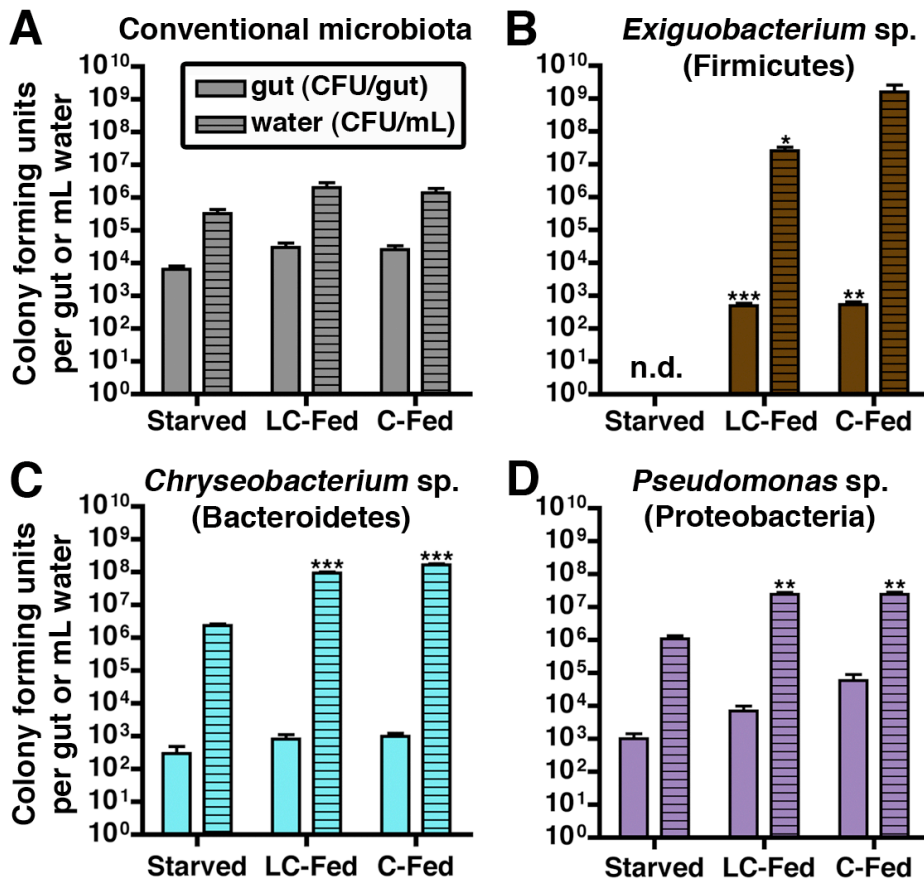 A
Conventional microbiota
gut (CFU/gut)
water (CFU/mL)
Colony forming units
per gut or mL water
10¹⁰
10⁹
10⁸
10⁷
10⁶
10⁵
10⁴
10³
10²
10¹
10⁰
Starved LC-Fed C-Fed
B
Exiguobacterium sp.
(Firmicutes)
10¹⁰
10⁹
10⁸
10⁷
10⁶
10⁵
10⁴
10³
10²
10¹
10⁰
*
*** **
n.d.
Starved LC-Fed C-Fed
C
Chryseobacterium sp.
(Bacteroidetes)
Colony forming units
per gut or mL water
10¹⁰
10⁹
10⁸
10⁷
10⁶
10⁵
10⁴
10³
10²
10¹
10⁰
*** ***
Starved LC-Fed C-Fed
D
Pseudomonas sp.
(Proteobacteria)
10¹⁰
10⁹
10⁸
10⁷
10⁶
10⁵
10⁴
10³
10²
10¹
10⁰
** **
Starved LC-Fed C-Fed